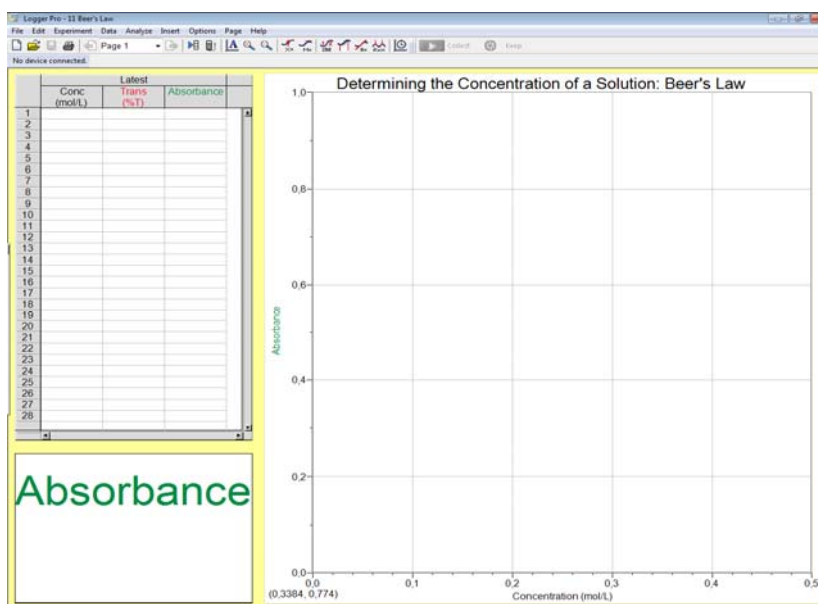 Logger Pro - 11 Beer's Law
File Edit Experiment Data Analyze Insert Options Page Help
Page 1 Collect Keep
No device connected.
Latest
Conc Trans Absorbance
(mol/L) (%T)
1
2
3
4
5
6
7
8
9
10
11
12
13
14
15
16
17
18
19
20
21
22
23
24
25
26
27
28
Absorbance
Determining the Concentration of a Solution: Beer's Law
1,0
0,8
0,6
Absorbance
0,4
0,2
0,0
0,0 0,1 0,2 0,3 0,4 0,5
(0,3384, 0,774) Concentration (mol/L)